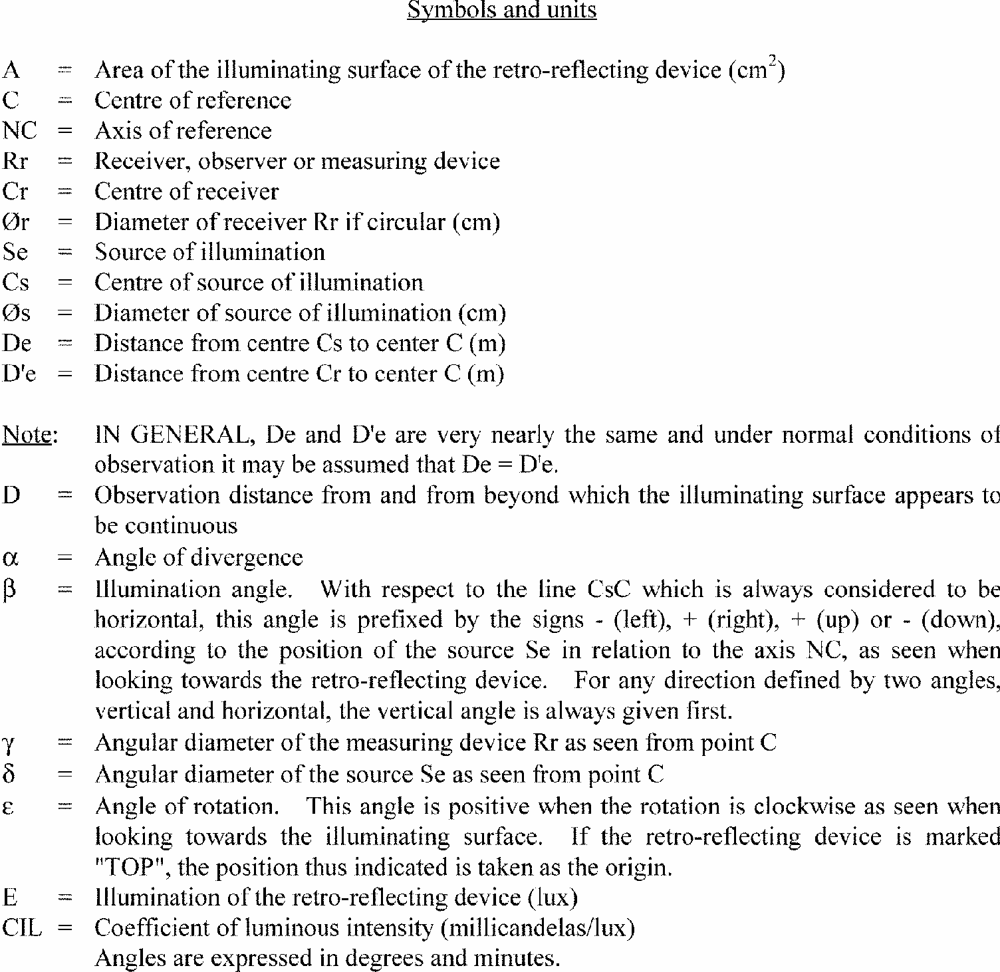 Symbols and units
A = Area of the illuminating surface of the retro-reflecting device (cm²)
C = Centre of reference
NC = Axis of reference
Rr = Receiver, observer or measuring device
Cr = Centre of receiver
Ør = Diameter of receiver Rr if circular (cm)
Se = Source of illumination
Cs = Centre of source of illumination
Øs = Diameter of source of illumination (cm)
De = Distance from centre Cs to center C (m)
D'e = Distance from centre Cr to center C (m)
Note: IN GENERAL, De and D'e are very nearly the same and under normal conditions of
observation it may be assumed that De = D'e.
D = Observation distance from and from beyond which the illuminating surface appears to
be continuous
α = Angle of divergence
β = Illumination angle. With respect to the line CsC which is always considered to be
horizontal, this angle is prefixed by the signs - (left), + (right), + (up) or - (down),
according to the position of the source Se in relation to the axis NC, as seen when
looking towards the retro-reflecting device. For any direction defined by two angles,
vertical and horizontal, the vertical angle is always given first.
γ = Angular diameter of the measuring device Rr as seen from point C
δ = Angular diameter of the source Se as seen from point C
ε = Angle of rotation. This angle is positive when the rotation is clockwise as seen when
looking towards the illuminating surface. If the retro-reflecting device is marked
"TOP", the position thus indicated is taken as the origin.
E = Illumination of the retro-reflecting device (lux)
CIL = Coefficient of luminous intensity (millicandelas/lux)
Angles are expressed in degrees and minutes.